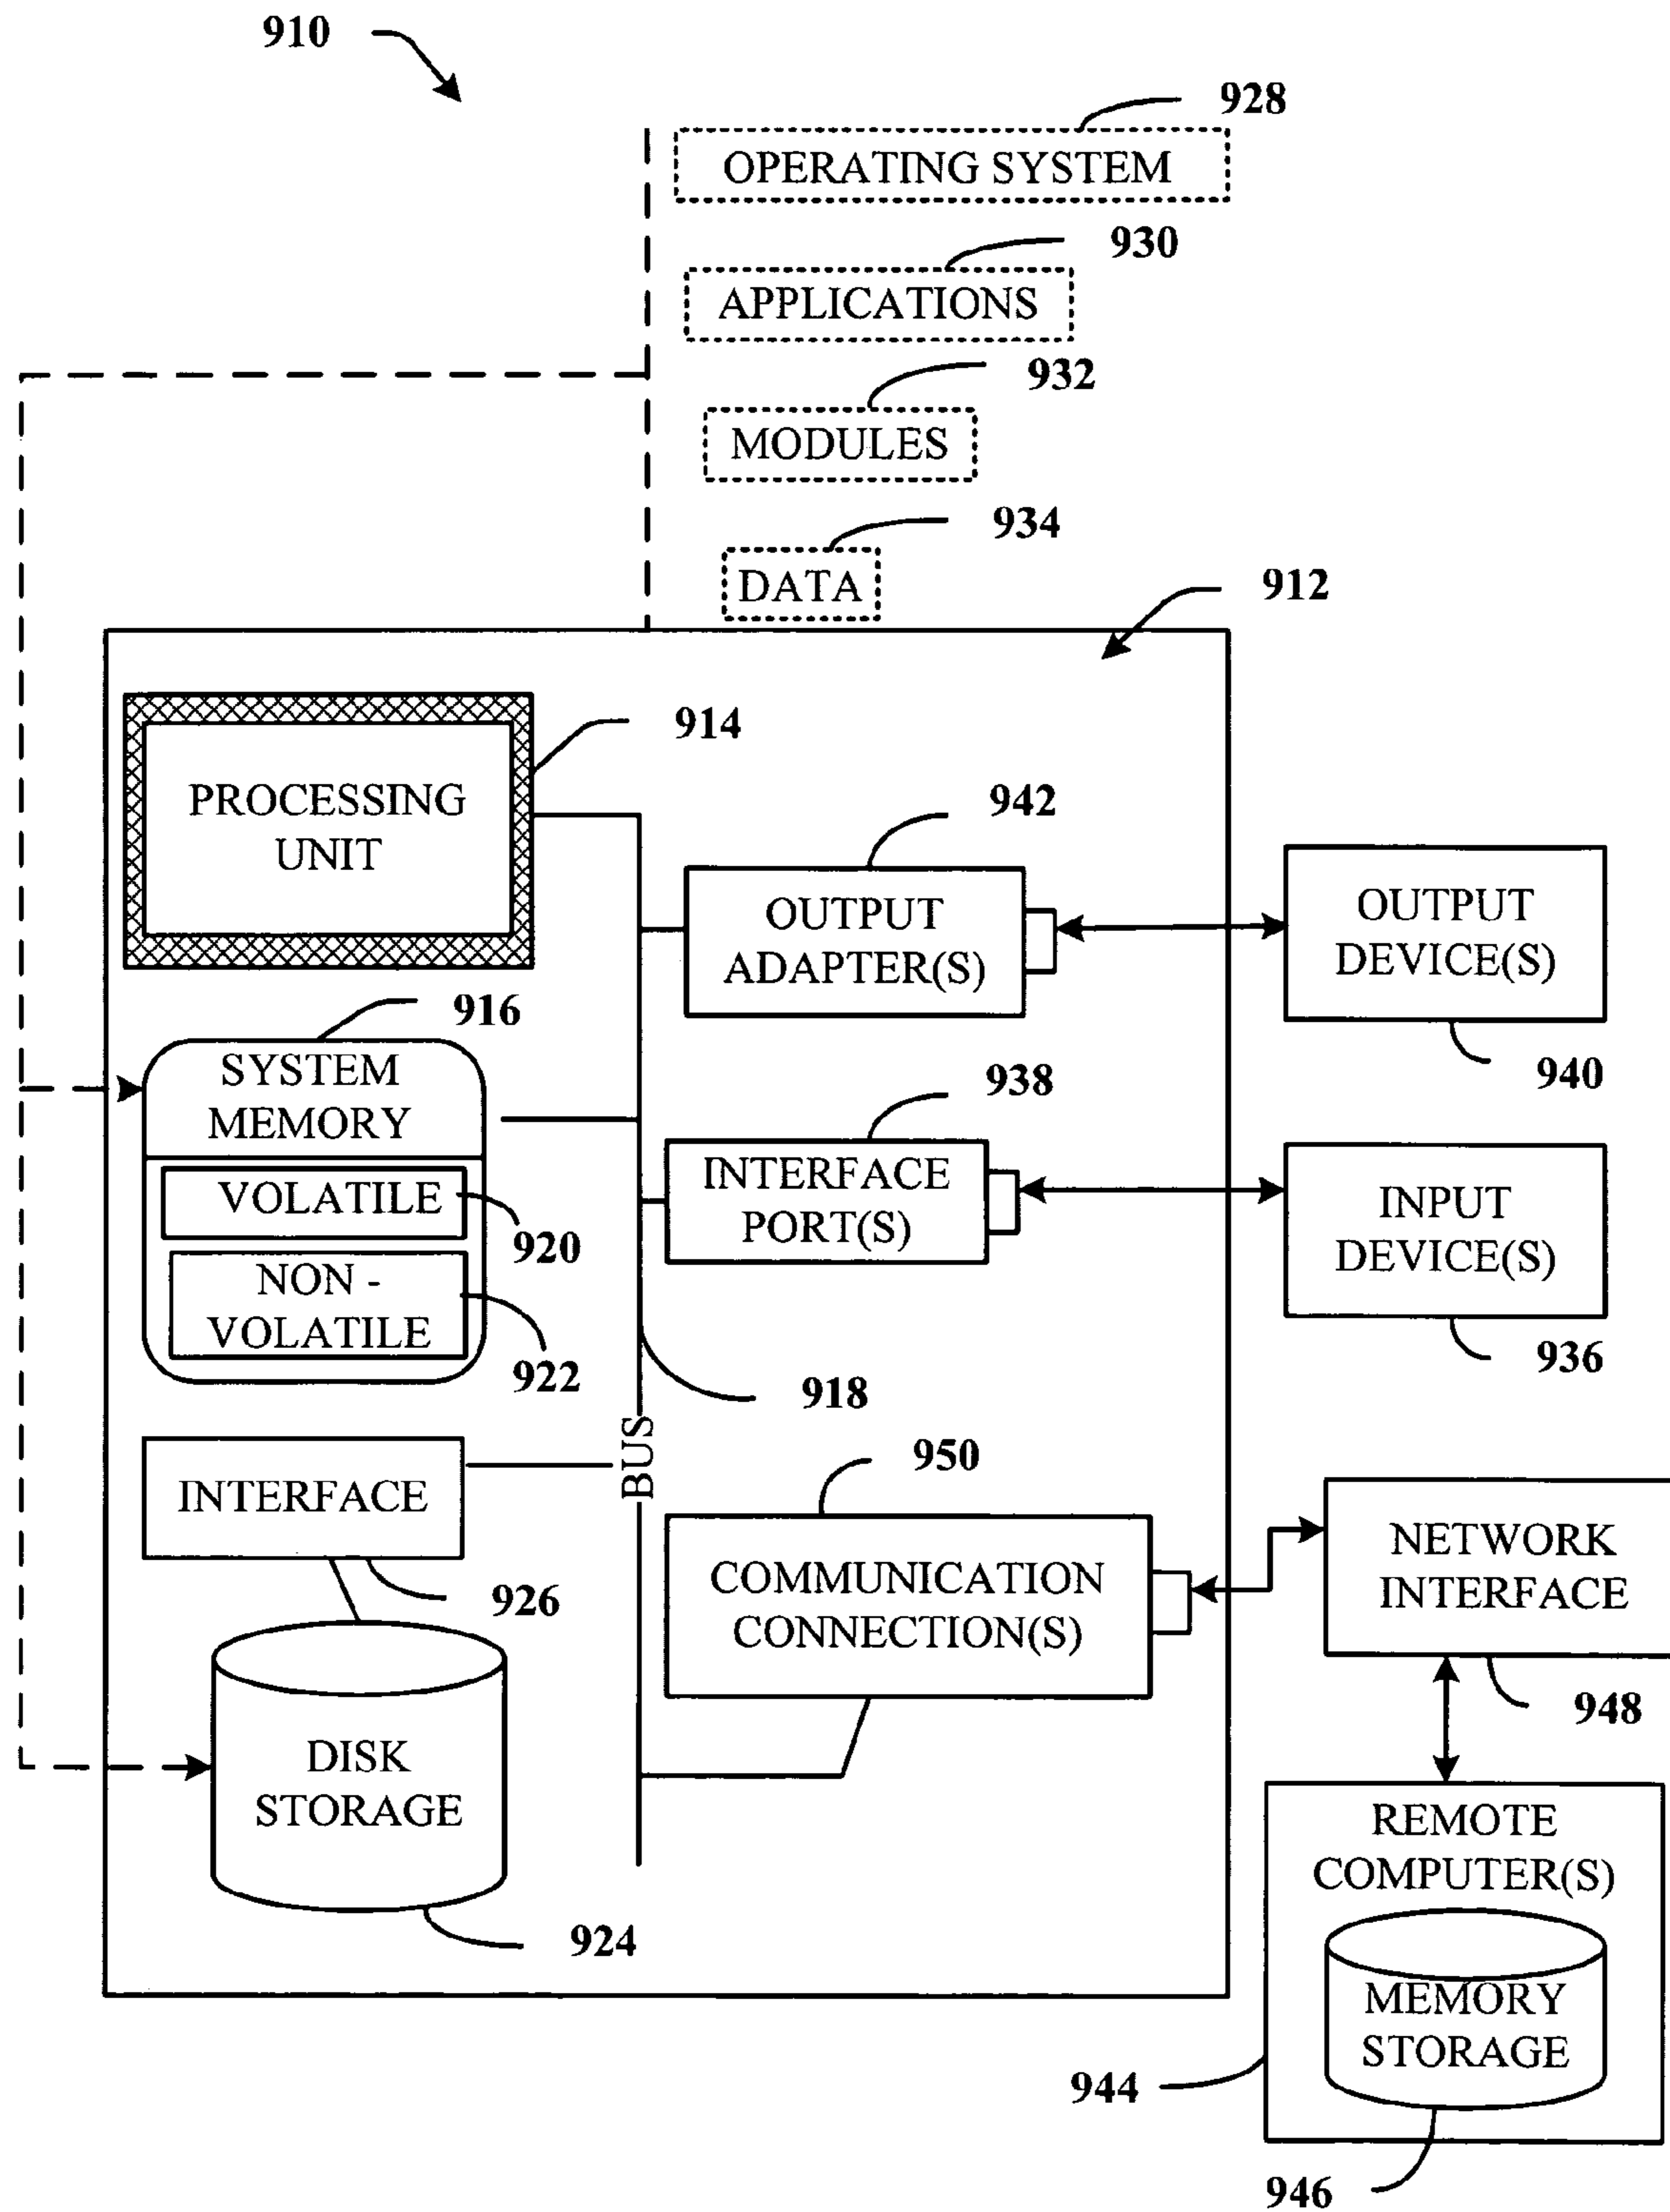 910
928
OPERATING SYSTEM
930
APPLICATIONS
932
MODULES
934
DATA
912
914
PROCESSING
UNIT
942
OUTPUT
ADAPTER(S)
OUTPUT
DEVICE(S)
940
916
SYSTEM
MEMORY
VOLATILE
920
NON -
VOLATILE
922
938
INTERFACE
PORT(S)
INPUT
DEVICE(S)
936
918
BUS
INTERFACE
926
950
COMMUNICATION
CONNECTION(S)
NETWORK
INTERFACE
948
DISK
STORAGE
924
REMOTE
COMPUTER(S)
MEMORY
STORAGE
944
946